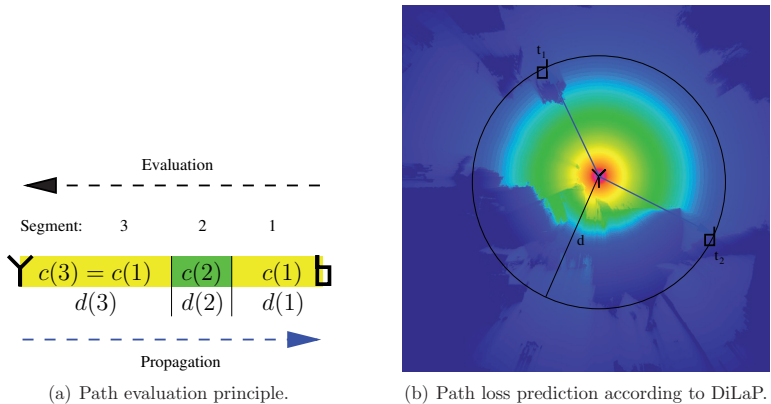 Evaluation
Segment: 3 2 1
c(3) = c(1) c(2) c(1)
d(3) d(2) d(1)
Propagation
(a) Path evaluation principle.
t₁
d
t₂
(b) Path loss prediction according to DiLaP.